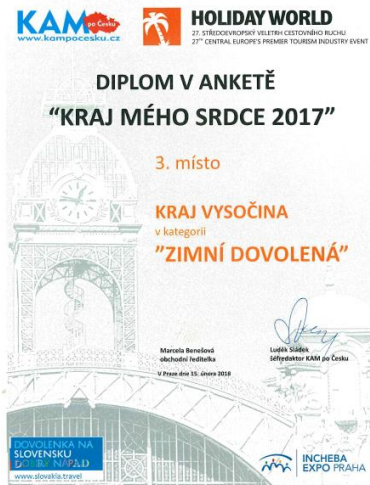 KAM
po Česku
www.kampocesku.cz
HOLIDAY WORLD
27. STŘEDOEVROPSKÝ VELETRH CESTOVNÍHO RUCHU
27th CENTRAL EUROPE'S PREMIER TOURISM INDUSTRY EVENT
DIPLOM V ANKETĚ
"KRAJ MÉHO SRDCE 2017"
3. místo
KRAJ VYSOČINA
v kategorii
"ZIMNÍ DOVOLENÁ"
Marcela Benešová
obchodní ředitelka
Luděk Sládek
šéfredaktor KAM po Česku
V Praze dne 15. února 2018
DOVOLENKA NA
SLOVENSKU
DOBRÝ NÁPAD
www.slovakia.travel
INCHEBA
EXPO PRAHA